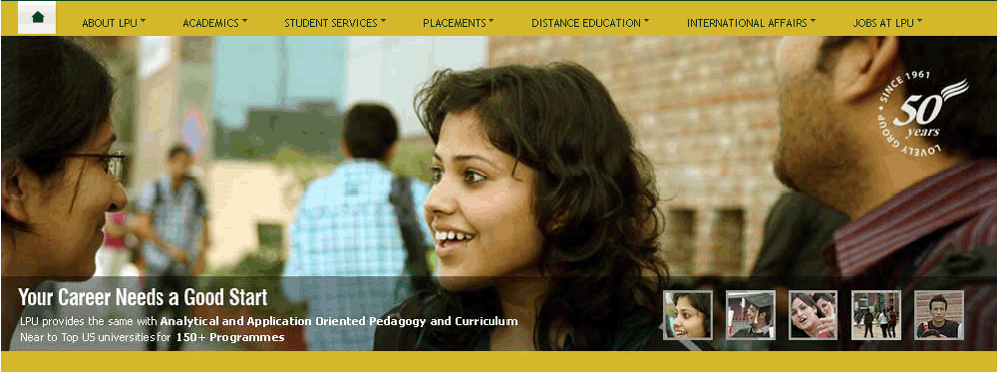 ABOUT LPU
ACADEMICS
STUDENT SERVICES
PLACEMENTS
DISTANCE EDUCATION
INTERNATIONAL AFFAIRS
JOBS AT LPU
SINCE 1961
50
years
LOVELY GROUP
Your Career Needs a Good Start
LPU provides the same with Analytical and Application Oriented Pedagogy and Curriculum
Near to Top US universities for 150+ Programmes